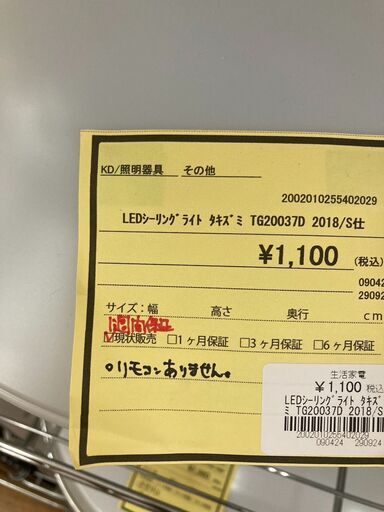 KD/照明器具 その他
2002010255402029
LEDｼｰﾘﾝｸﾞﾗｲﾄ ﾀｷｽﾞﾐ TG20037D 2018/S仕
¥1,100 (税込)
09042
29092
サイズ：幅 高さ 奥行 cm
1週間保証
☑現状販売 □1ヶ月保証 □3ヶ月保証 □6ヶ月保証
○リモコンありません。
生活家電
¥1,100 税込
LEDｼｰﾘﾝｸﾞﾗｲﾄ ﾀｷｽﾞ
ﾐ TG20037D 2018/S
2002010255402029
090424 290924